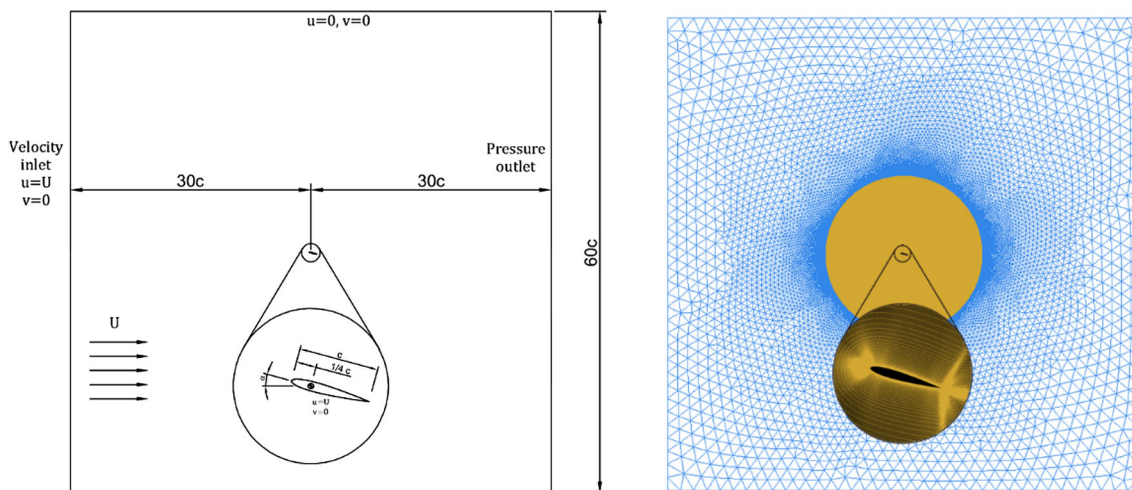 u=0, v=0
Velocity
inlet
u=U
v=0
Pressure
outlet
30c
30c
60c
U
c
1/4 c
α
u=U
v=0